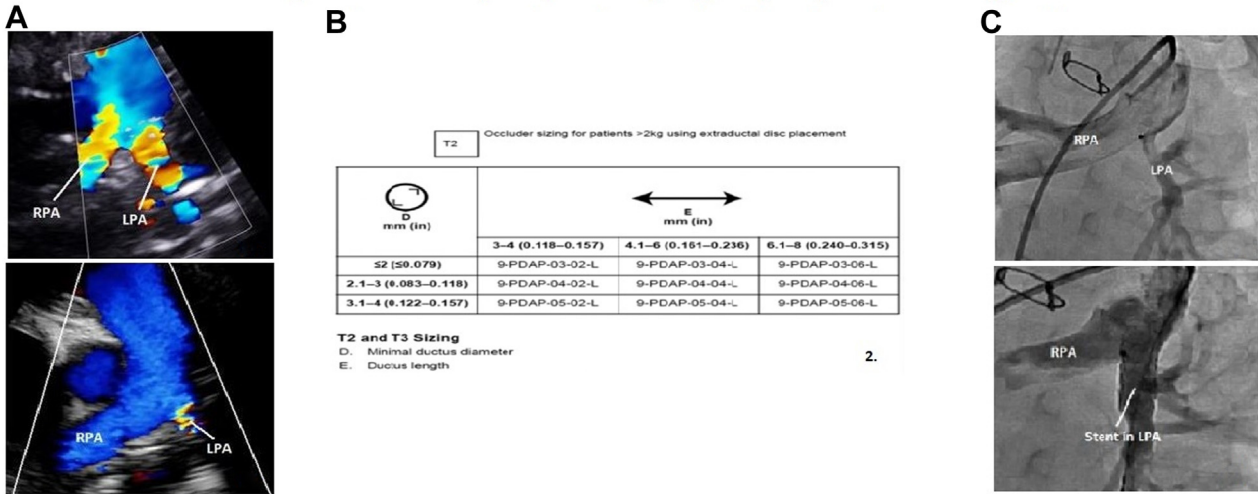 A
RPA
LPA
RPA
LPA
B
T2
Occluder sizing for patients >2kg using extraductal disc placement
D
mm (in)
E
mm (in)
3–4 (0.118–0.157) 4.1–6 (0.161–0.236) 6.1–8 (0.240–0.315)
≤2 (≤0.079) 9-PDAP-03-02-L 9-PDAP-03-04-L 9-PDAP-03-06-L
2.1–3 (0.083–0.118) 9-PDAP-04-02-L 9-PDAP-04-04-L 9-PDAP-04-06-L
3.1–4 (0.122–0.157) 9-PDAP-05-02-L 9-PDAP-05-04-L 9-PDAP-05-06-L
T2 and T3 Sizing
D. Minimal ductus diameter
E. Ductus length
2.
C
RPA
LPA
RPA
Stent in LPA